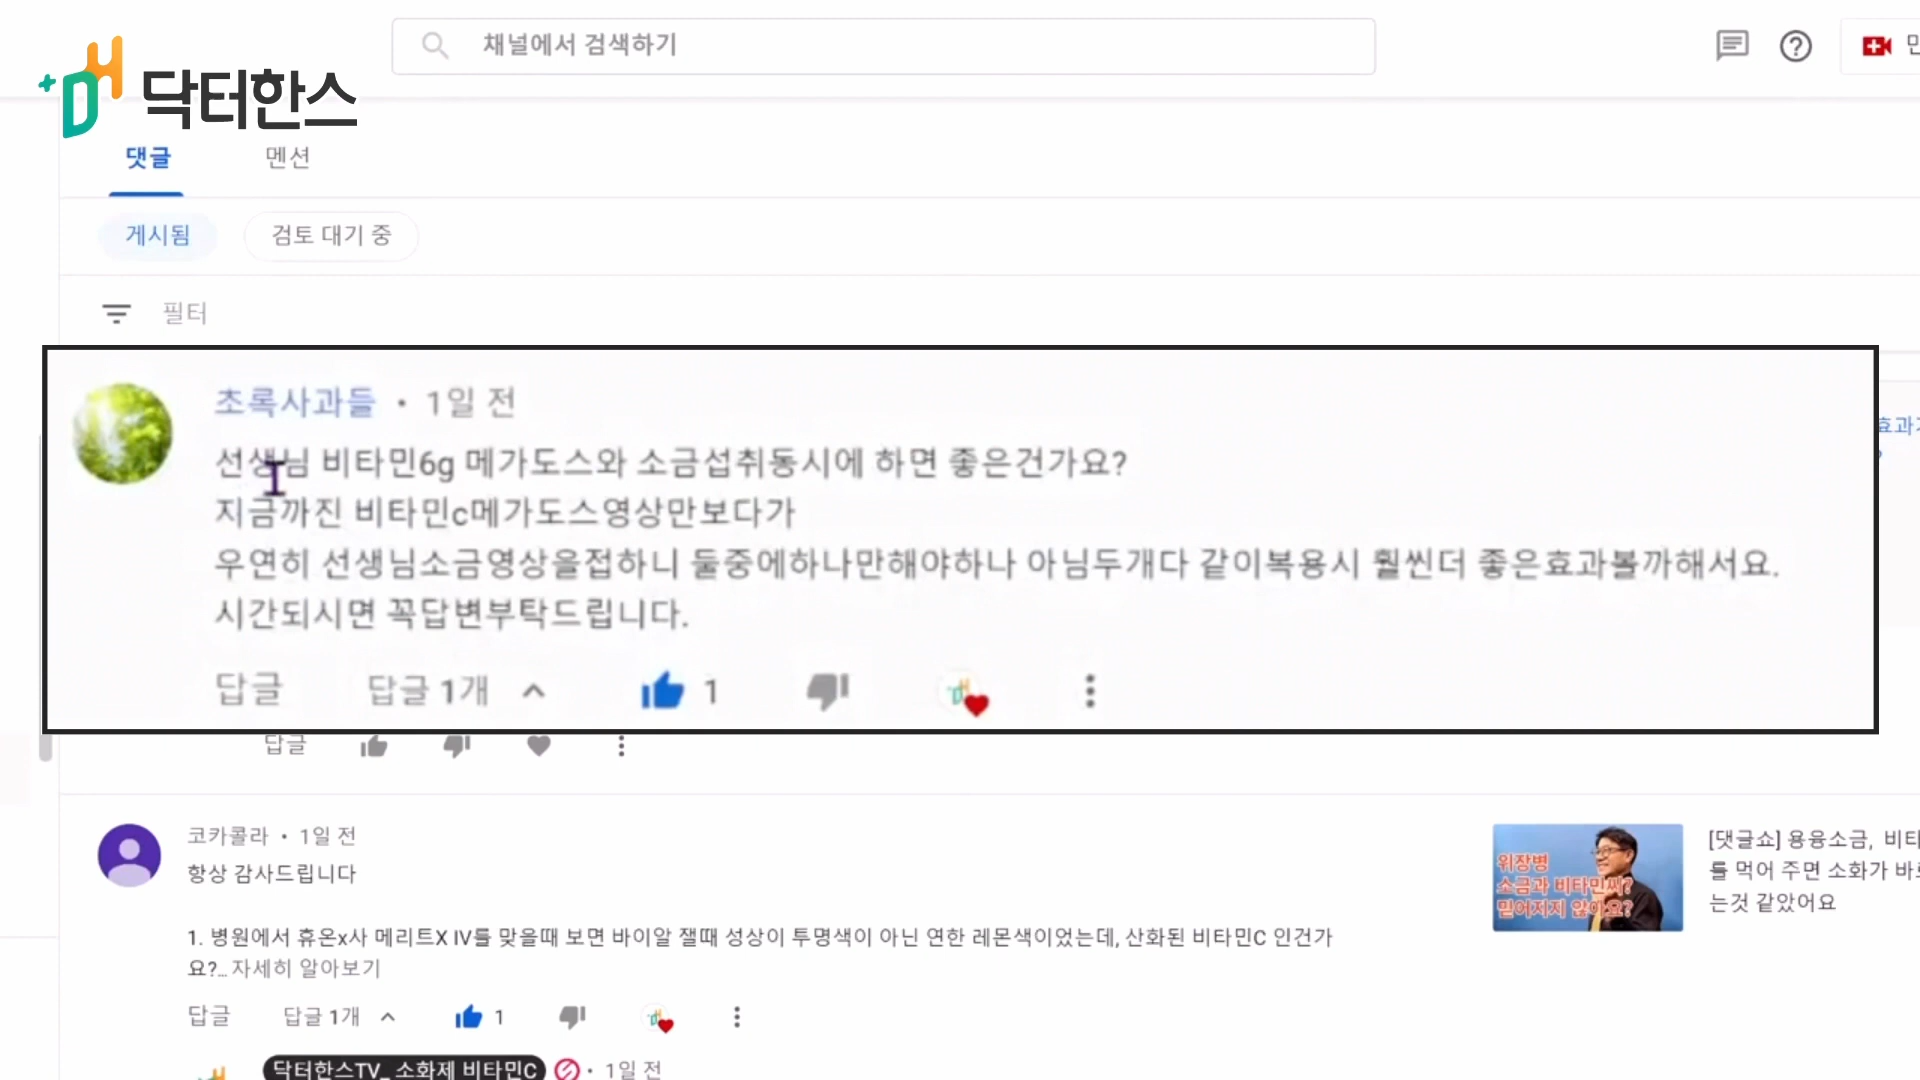 채널에서 검색하기
닥터한스
댓글
멘션
게시됨
검토 대기 중
필터
초록사과들 • 1일 전
선생님 비타민6g 메가도스와 소금섭취동시에 하면 좋은건가요?
지금까진 비타민c메가도스영상만보다가
우연히 선생님소금영상을접하니 둘중에하나만해야하나 아님두개다 같이복용시 훨씬더 좋은효과볼까해서요.
시간되시면 꼭답변부탁드립니다.
답글 답글 1개 1
답글
코카콜라 • 1일 전
항상 감사드립니다
1. 병원에서 휴온x사 메리트X IV를 맞을때 보면 바이알 잴때 성상이 투명색이 아닌 연한 레몬색이었는데, 산화된 비타민C 인건가
요?... 자세히 알아보기
답글 답글 1개 1
위장병
소금과 비타민씨?
믿어지지 않아요?
[댓글쇼] 용융소금, 비타
를 먹어 주면 소화가 바로
는것 같았어요
닥터한스TV_ 소화제 비타민C • 1일 전